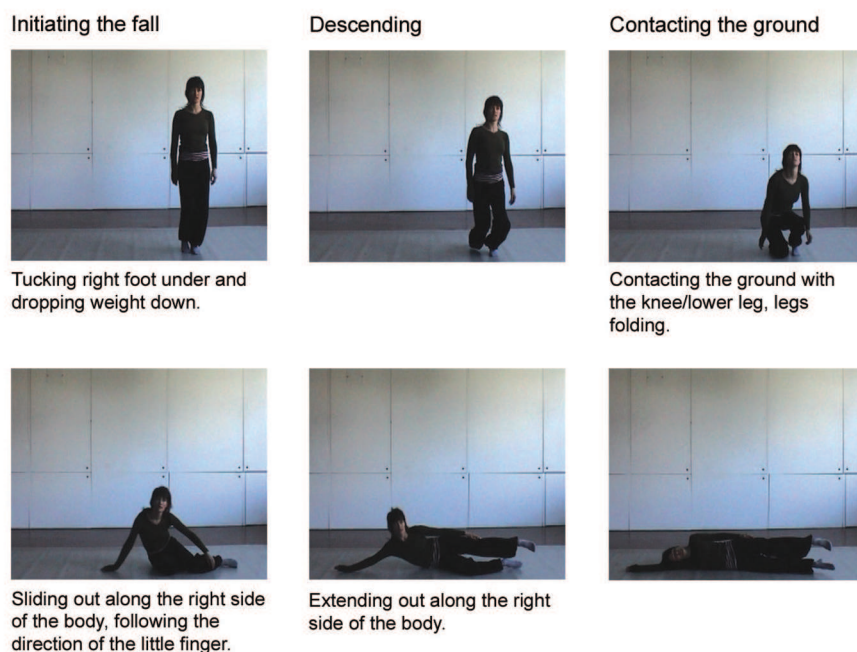 Initiating the fall
Descending
Contacting the ground
Tucking right foot under and
dropping weight down.
Contacting the ground with
the knee/lower leg, legs
folding.
Sliding out along the right side
of the body, following the
direction of the little finger.
Extending out along the right
side of the body.